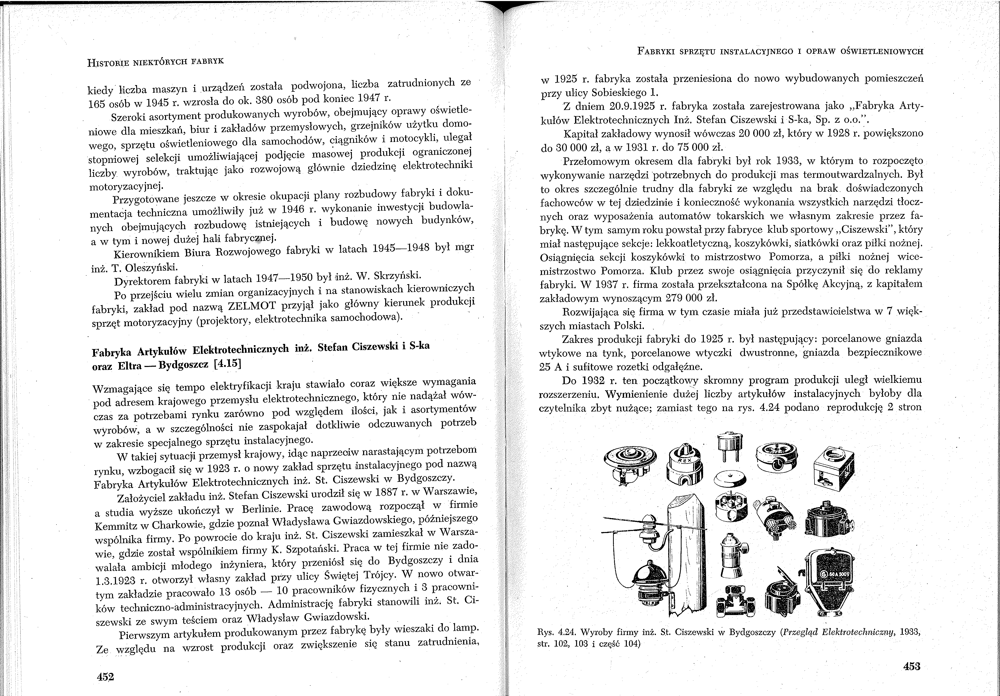 HISTORIE NIEKTÓRYCH FABRYK
kiedy liczba maszyn i urządzeń została podwojona, liczba zatrudnionych ze
165 osób w 1945 r. wzrosła do ok. 380 osób pod koniec 1947 r.
Szeroki asortyment produkowanych wyrobów, obejmujący oprawy oświetle-
niowe dla mieszkań, biur i zakładów przemysłowych, grzejników użytku domo-
wego, sprzętu oświetleniowego dla samochodów, ciągników i motocykli, ulegał
stopniowej selekcji umożliwiającej podjęcie masowej produkcji ograniczonej
liczby wyrobów, traktując jako rozwojową głównie dziedzinę elektrotechniki
motoryzacyjnej.
Przygotowane jeszcze w okresie okupacji plany rozbudowy fabryki i doku-
mentacja techniczna umożliwiły już w 1946 r. wykonanie inwestycji budowla-
nych obejmujących rozbudowę istniejących i budowę nowych budynków,
a w tym i nowej dużej hali fabrycznej.
Kierownikiem Biura Rozwojowego fabryki w latach 1945—1948 był mgr
inż. T. Oleszyński.
Dyrektorem fabryki w latach 1947—1950 był inż. W. Skrzyński.
Po przejściu wielu zmian organizacyjnych i na stanowiskach kierowniczych
fabryki, zakład pod nazwą ZELMOT przyjął jako główny kierunek produkcji
sprzęt motoryzacyjny (projektory, elektrotechnika samochodowa).
Fabryka Artykułów Elektrotechnicznych inż. Stefan Ciszewski i S-ka
oraz Eltra — Bydgoszcz [4.15]
Wzmagające się tempo elektryfikacji kraju stawiało coraz większe wymagania
pod adresem krajowego przemysłu elektrotechnicznego, który nie nadążał wów-
czas za potrzebami rynku zarówno pod względem ilości, jak i asortymentów
wyrobów, a w szczególności nie zaspokajał dotkliwie odczuwanych potrzeb
w zakresie specjalnego sprzętu instalacyjnego.
W takiej sytuacji przemysł krajowy, idąc naprzeciw narastającym potrzebom
rynku, wzbogacił się w 1923 r. o nowy zakład sprzętu instalacyjnego pod nazwą
Fabryka Artykułów Elektrotechnicznych inż. St. Ciszewski w Bydgoszczy.
Założyciel zakładu inż. Stefan Ciszewski urodził się w 1887 r. w Warszawie,
a studia wyższe ukończył w Berlinie. Pracę zawodową rozpoczął w firmie
Kemmitz w Charkowie, gdzie poznał Władysława Gwiazdowskiego, późniejszego
wspólnika firmy. Po powrocie do kraju inż. St. Ciszewski zamieszkał w Warsza-
wie, gdzie został wspólnikiem firmy K. Szpotański. Praca w tej firmie nie zado-
walała ambicji młodego inżyniera, który przeniósł się do Bydgoszczy i dnia
1.3.1923 r. otworzył własny zakład przy ulicy Świętej Trójcy. W nowo otwar-
tym zakładzie pracowało 13 osób — 10 pracowników fizycznych i 3 pracowni-
ków techniczno-administracyjnych. Administrację fabryki stanowili inż. St. Ci-
szewski ze swym teściem oraz Władysław Gwiazdowski.
Pierwszym artykułem produkowanym przez fabrykę były wieszaki do lamp.
Ze względu na wzrost produkcji oraz zwiększenie się stanu zatrudnienia,
452
FABRYKI SPRZĘTU INSTALACYJNEGO I OPRAW OŚWIETLENIOWYCH
w 1925 r. fabryka została przeniesiona do nowo wybudowanych pomieszczeń
przy ulicy Sobieskiego 1.
Z dniem 20.9.1925 r. fabryka została zarejestrowana jako „Fabryka Arty-
kułów Elektrotechnicznych Inż. Stefan Ciszewski i S-ka, Sp. z o.o.”.
Kapitał zakładowy wynosił wówczas 20 000 zł, który w 1928 r. powiększono
do 30 000 zł, a w 1931 r. do 75 000 zł.
Przełomowym okresem dla fabryki był rok 1933, w którym to rozpoczęto
wykonywanie narzędzi potrzebnych do produkcji mas termoutwardzalnych. Był
to okres szczególnie trudny dla fabryki ze względu na brak doświadczonych
fachowców w tej dziedzinie i konieczność wykonania wszystkich narzędzi tłocz-
nych oraz wyposażenia automatów tokarskich we własnym zakresie przez fa-
brykę. W tym samym roku powstał przy fabryce klub sportowy „Ciszewski”, który
miał następujące sekcje: lekkoatletyczną, koszykówki, siatkówki oraz piłki nożnej.
Osiągnięcia sekcji koszykówki to mistrzostwo Pomorza, a piłki nożnej wice-
mistrzostwo Pomorza. Klub przez swoje osiągnięcia przyczynił się do reklamy
fabryki. W 1937 r. firma została przekształcona na Spółkę Akcyjną, z kapitałem
zakładowym wynoszącym 279 000 zł.
Rozwijająca się firma w tym czasie miała już przedstawicielstwa w 7 więk-
szych miastach Polski.
Zakres produkcji fabryki do 1925 r. był następujący: porcelanowe gniazda
wtykowe na tynk, porcelanowe wtyczki dwustronne, gniazda bezpiecznikowe
25 A i sufitowe rozetki odgałęźne.
Do 1932 r. ten początkowy skromny program produkcji uległ wielkiemu
rozszerzeniu. Wymienienie dużej liczby artykułów instalacyjnych byłoby dla
czytelnika zbyt nużące; zamiast tego na rys. 4.24 podano reprodukcję 2 stron
REX
60 A 500 V
Rys. 4.24. Wyroby firmy inż. St. Ciszewski w Bydgoszczy (Przegląd Elektrotechniczny, 1933,
str. 102, 103 i część 104)
453